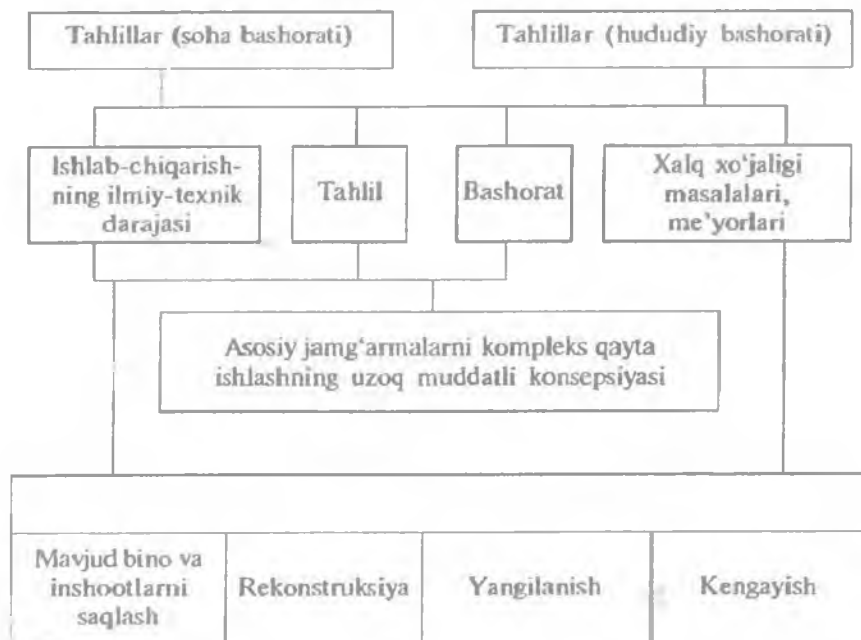 Tahlillar (soha bashorati)
Tahlillar (hududiy bashorati)
Ishlab-chiqarish-
ning ilmiy-texnik
darajasi
Tahlil
Bashorat
Xalq xo‘jaligi
masalalari,
me’yorlari
Asosiy jamg‘armalarni kompleks qayta
ishlashning uzoq muddatli konsepsiyasi
Mavjud bino va
inshootlarni
saqlash
Rekonstruksiya
Yangilanish
Kengayish